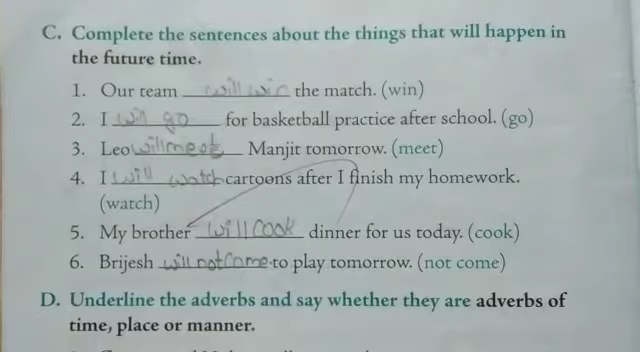 C. Complete the sentences about the things that will happen in
the future time.
1. Our team will win the match. (win)
2. I will go for basketball practice after school. (go)
3. Leo will meet Manjit tomorrow. (meet)
4. I will watch cartoons after I finish my homework.
(watch)
5. My brother will cook dinner for us today. (cook)
6. Brijesh will not come to play tomorrow. (not come)
D. Underline the adverbs and say whether they are adverbs of
time, place or manner.